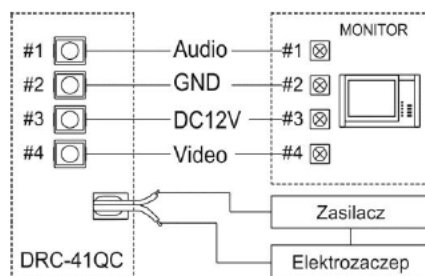 MONITOR
#1 Audio #1
#2 GND #2
#3 DC12V #3
#4 Video #4
Zasilacz
DRC-41QC Elektrozaczep